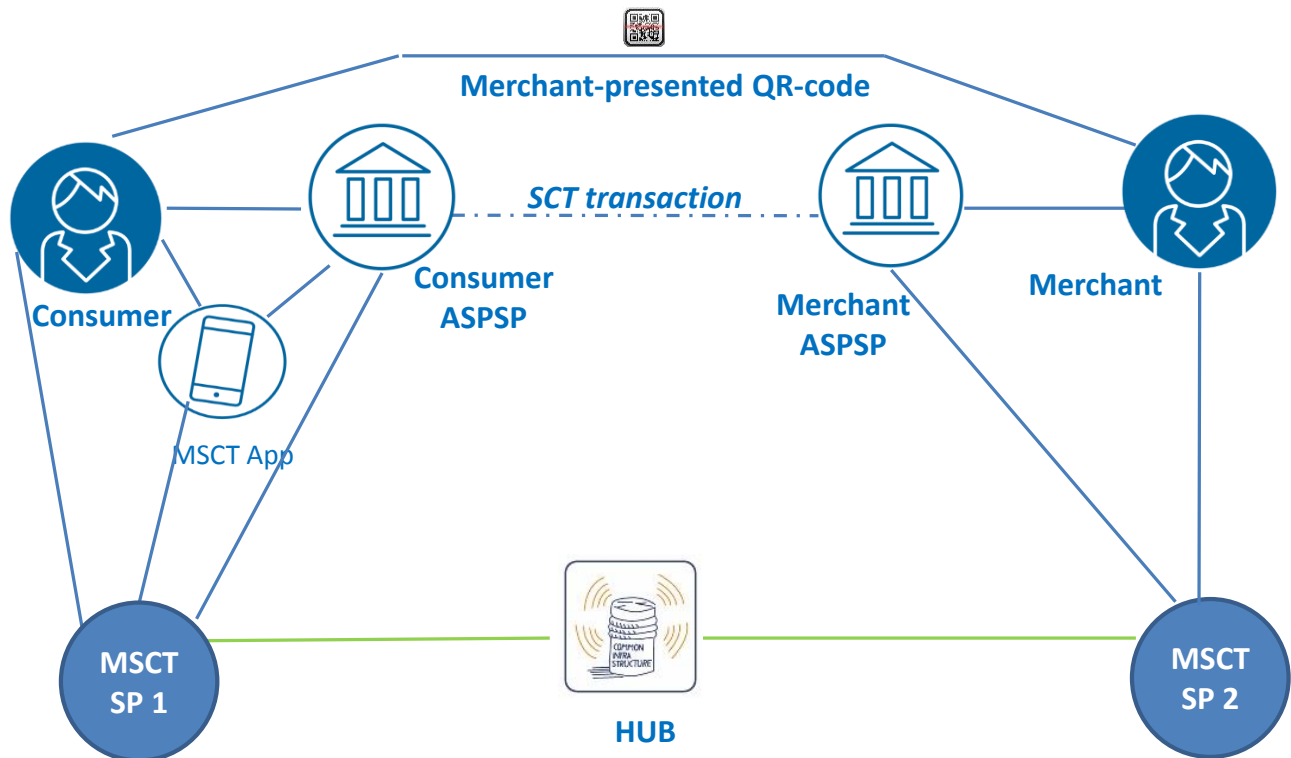 Merchant-presented QR-code
SCT transaction
Consumer
ASPSP
Merchant
Consumer
Merchant
ASPSP
MSCT App
COMMON
INFRA
STRUCTURE
MSCT
SP 1
MSCT
SP 2
HUB